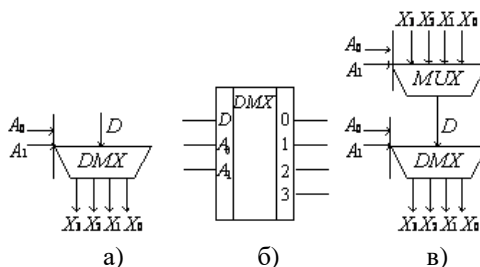 A₀
D
A₁
DMX
X₃ X₂ X₁ X₀
а)
DMX
D 0
A₀ 1
A₁ 2
3
б)
X₃ X₂ X₁ X₀
A₀
A₁
MUX
D
A₀
A₁
DMX
X₃ X₂ X₁ X₀
в)